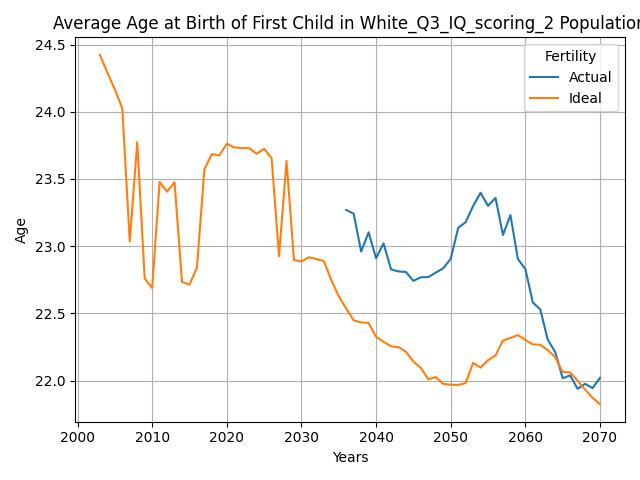 Average Age at Birth of First Child in White_Q3_IQ_scoring_2 Population
24.5
24.0
23.5
23.0
22.5
22.0
Age
Fertility
Actual
Ideal
2000 2010 2020 2030 2040 2050 2060 2070
Years